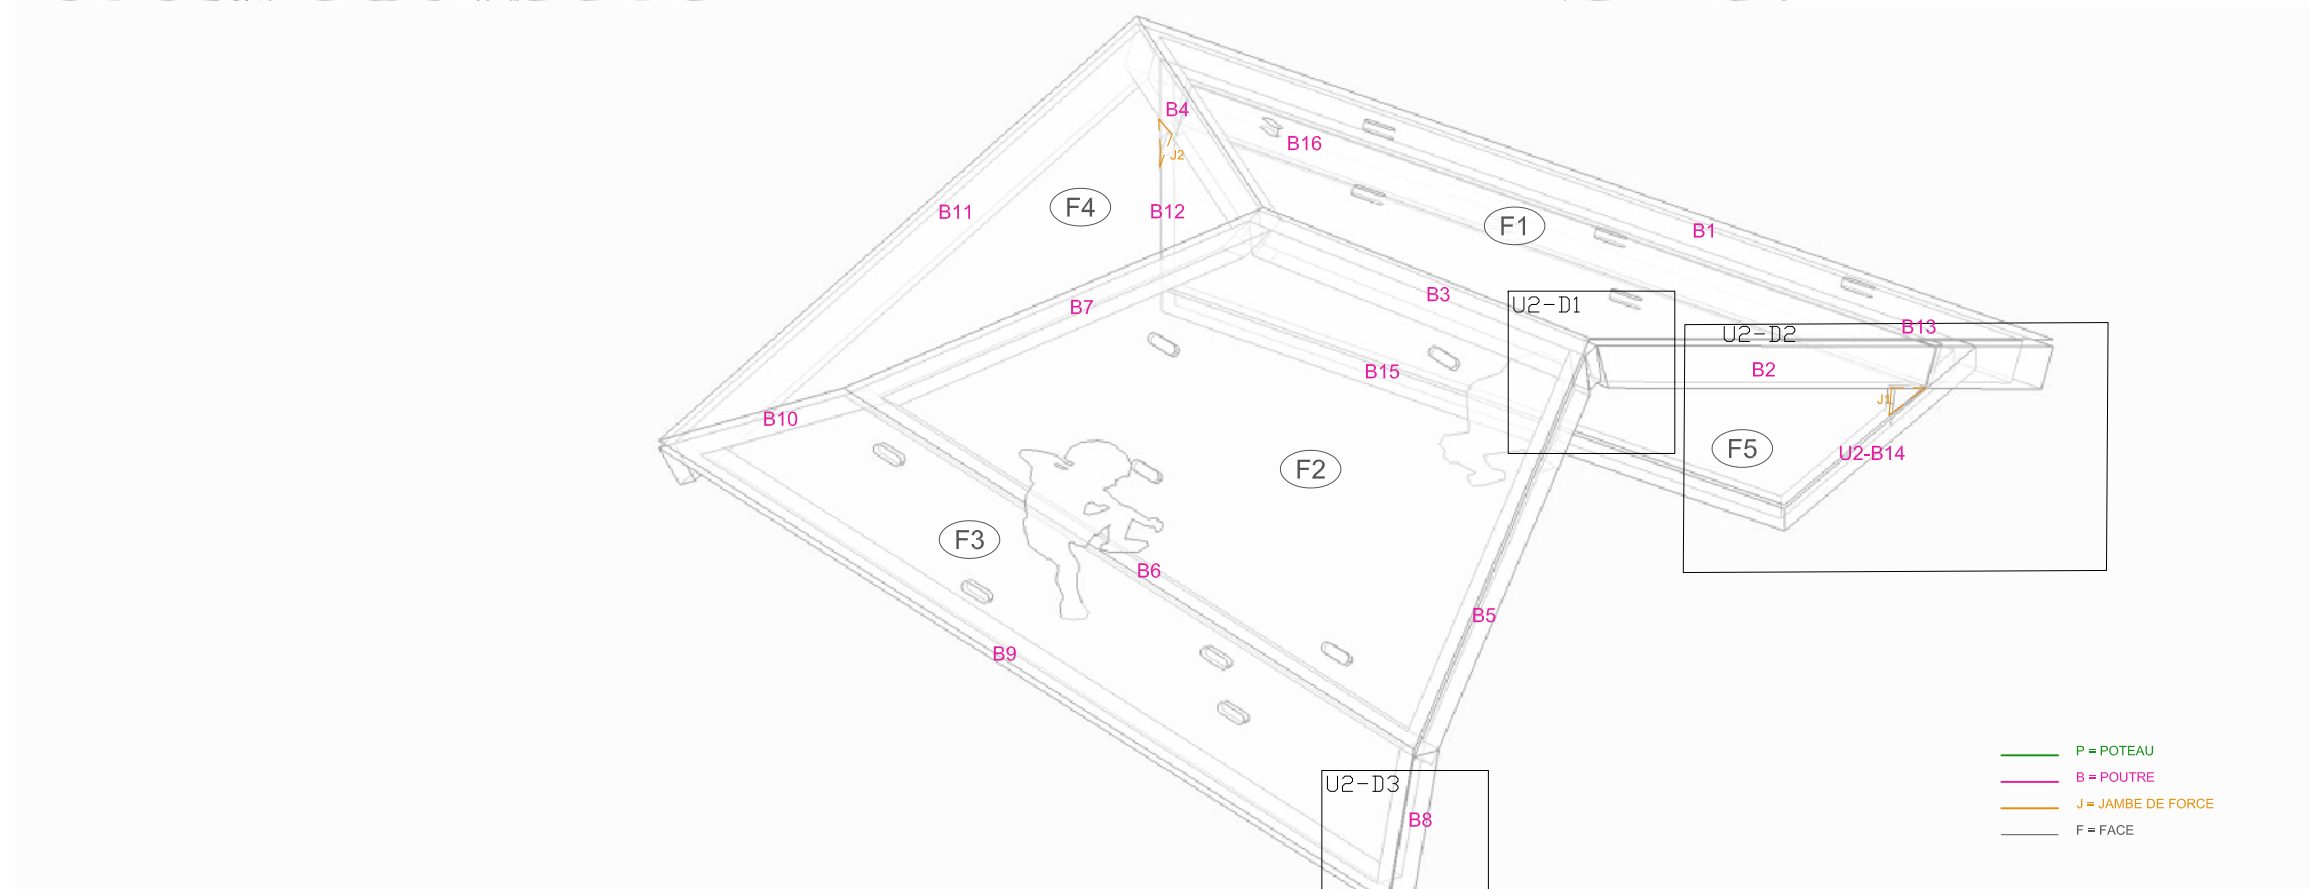 B4
B16
J2
B11
F4
B12
F1
B1
B7
B3
U2-D1
B13
U2-D2
B15
B2
J1
B10
F5
U2-B14
F2
F3
B6
B5
B9
U2-D3
B8
P = POTEAU
B = POUTRE
J = JAMBE DE FORCE
F = FACE